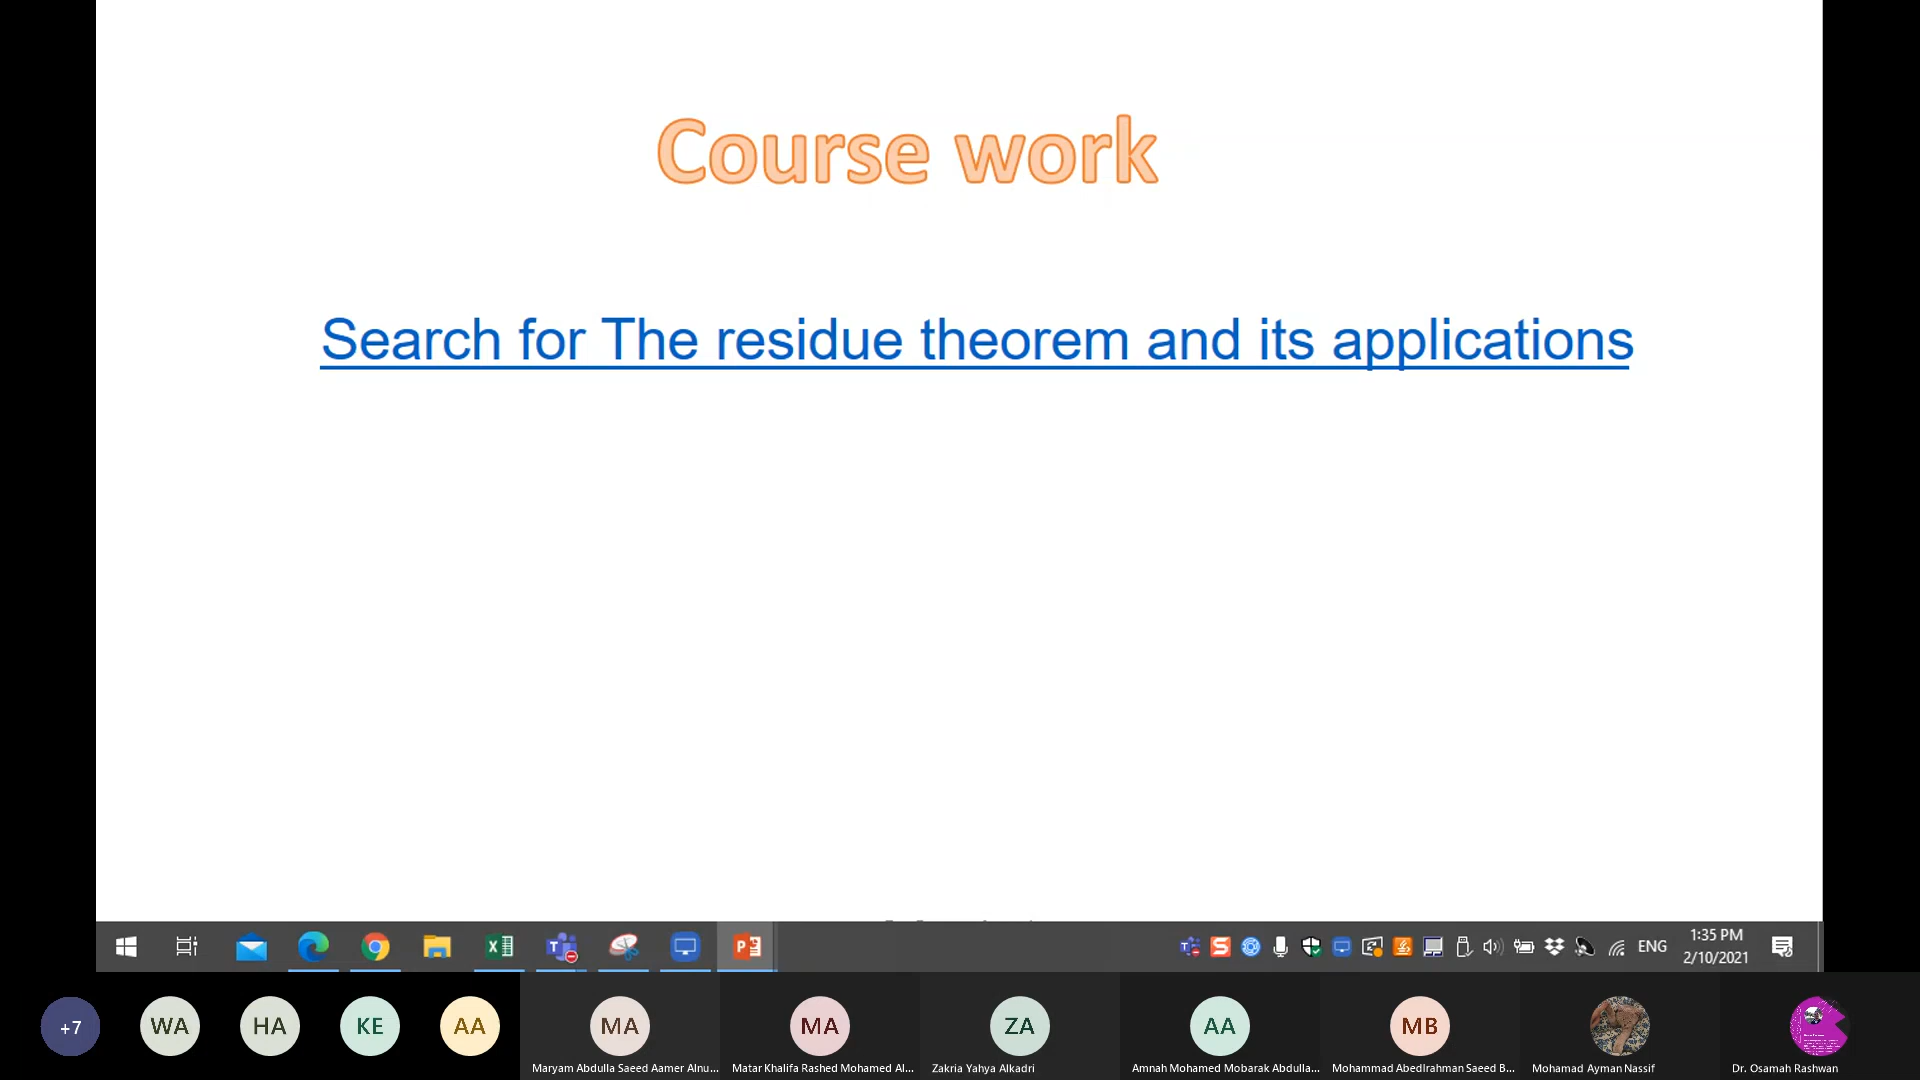 Course work
Search for The residue theorem and its applications
ENG
1:35 PM
2/10/2021
+7
WA
HA
KE
AA
MA
MA
ZA
AA
MB
Maryam Abdulla Saeed Aamer Alnu...
Matar Khalifa Rashed Mohamed Al...
Zakria Yahya Alkadri
Amnah Mohamed Mobarak Abdulla...
Mohammad Abedlrahman Saeed B...
Mohamad Ayman Nassif
Dr. Osamah Rashwan